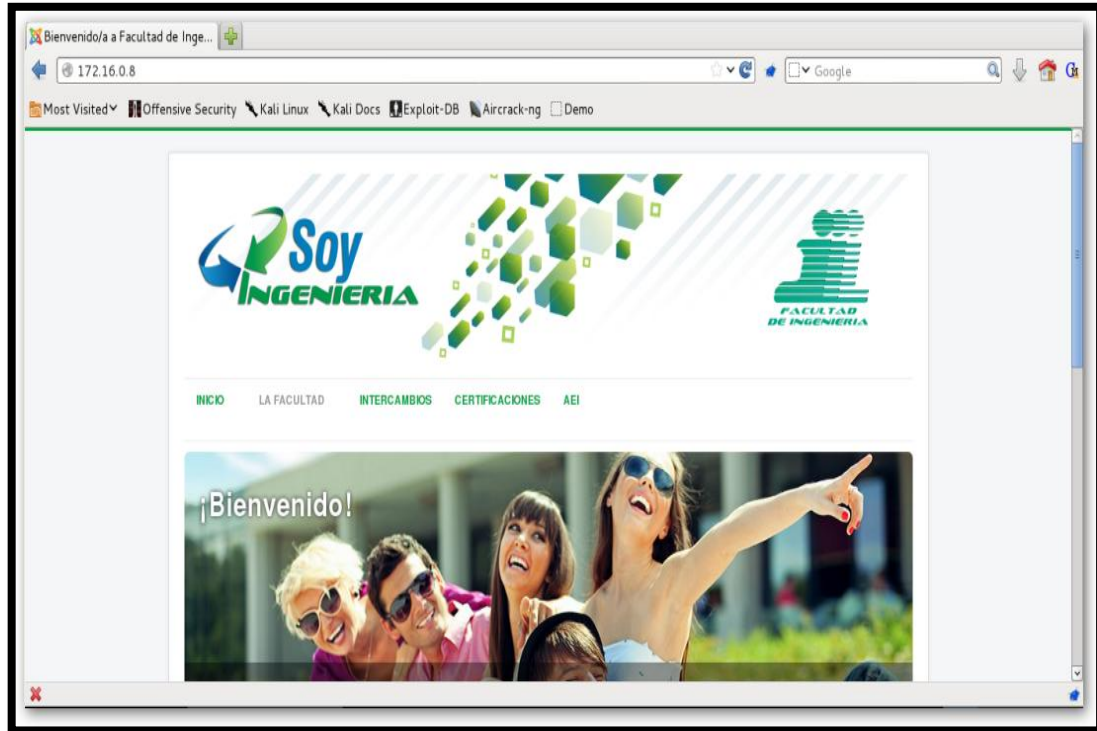 Bienvenido/a a Facultad de Inge...
172.16.0.8
Google
Most Visited Offensive Security Kali Linux Kali Docs Exploit-DB Aircrack-ng Demo
Soy
INGENIERIA
FACULTAD
DE INGENIERIA
INICIO LA FACULTAD INTERCAMBIOS CERTIFICACIONES AEI
¡Bienvenido!